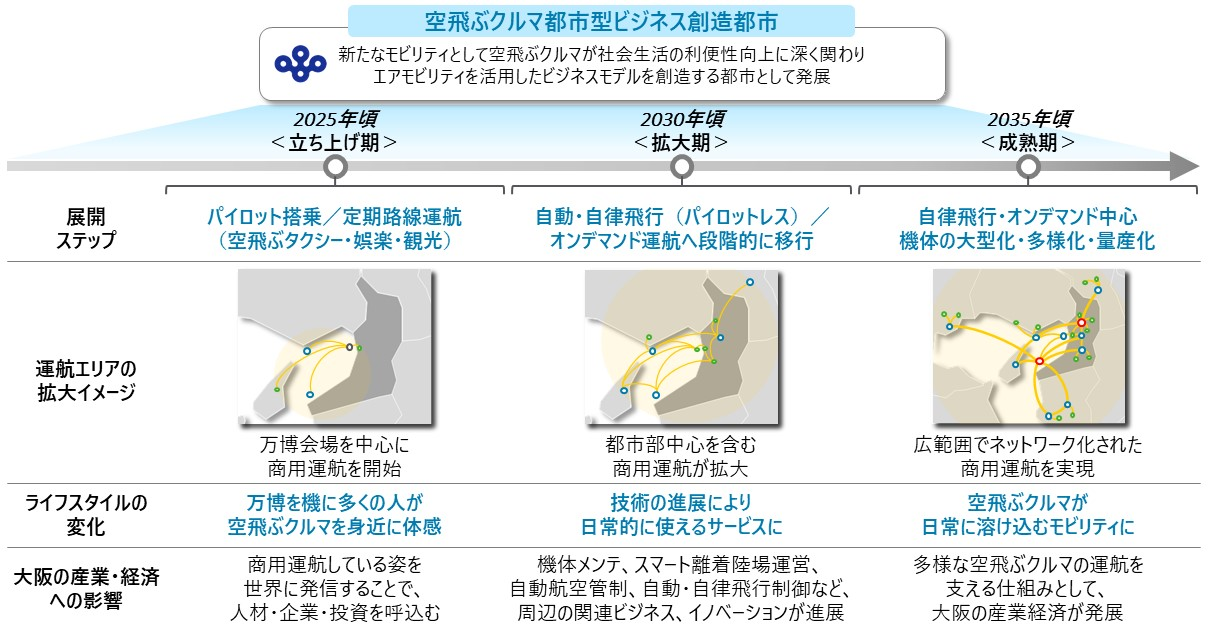 空飛ぶクルマ都市型ビジネス創造都市
新たなモビリティとして空飛ぶクルマが社会生活の利便性向上に深く関わり
エアモビリティを活用したビジネスモデルを創造する都市として発展
2025年頃
＜立ち上げ期＞
2030年頃
＜拡大期＞
2035年頃
＜成熟期＞
展開
ステップ
パイロット搭乗／定期路線運航
（空飛ぶタクシー・娯楽・観光）
自動・自律飛行（パイロットレス）／
オンデマンド運航へ段階的に移行
自律飛行・オンデマンド中心
機体の大型化・多様化・量産化
運航エリアの
拡大イメージ
万博会場を中心に
商用運航を開始
都市部中心を含む
商用運航が拡大
広範囲でネットワーク化された
商用運航を実現
ライフスタイルの
変化
万博を機に多くの人が
空飛ぶクルマを身近に体感
技術の進展により
日常的に使えるサービスに
空飛ぶクルマが
日常に溶け込むモビリティに
大阪の産業・経済
への影響
商用運航している姿を
世界に発信することで、
人材・企業・投資を呼込む
機体メンテ、スマート離着陸場運営、
自動航空管制、自動・自律飛行制御など、
周辺の関連ビジネス、イノベーションが進展
多様な空飛ぶクルマの運航を
支える仕組みとして、
大阪の産業経済が発展